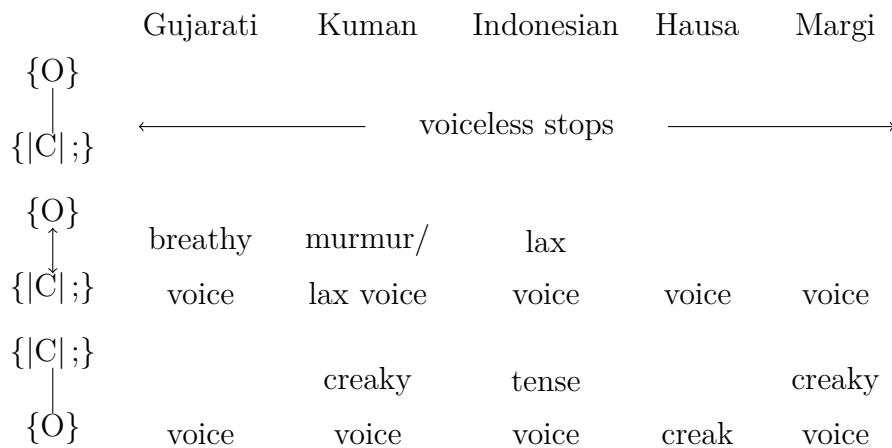 Gujarati Kuman Indonesian Hausa Margi
{O}
voiceless stops
{|C| ;}
{O}
breathy murmur/ lax
{|C| ;} voice lax voice voice voice voice
{|C| ;}
creaky tense creaky
{O} voice voice voice creak voice